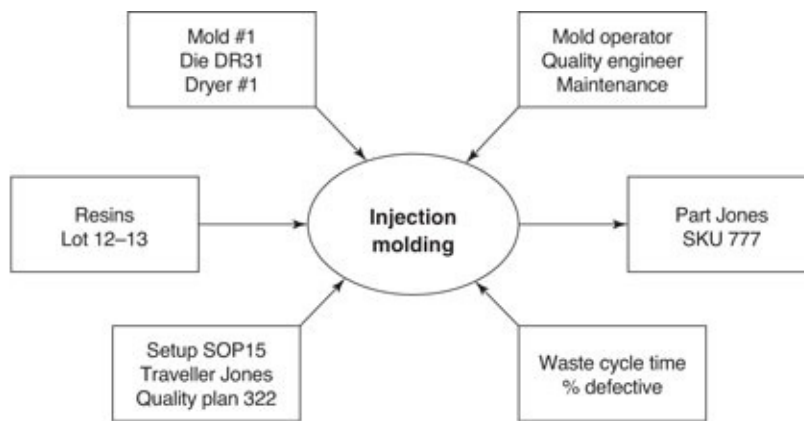 Mold #1
Die DR31
Dryer #1
Mold operator
Quality engineer
Maintenance
Resins
Lot 12–13
Injection
molding
Part Jones
SKU 777
Setup SOP15
Traveller Jones
Quality plan 322
Waste cycle time
% defective